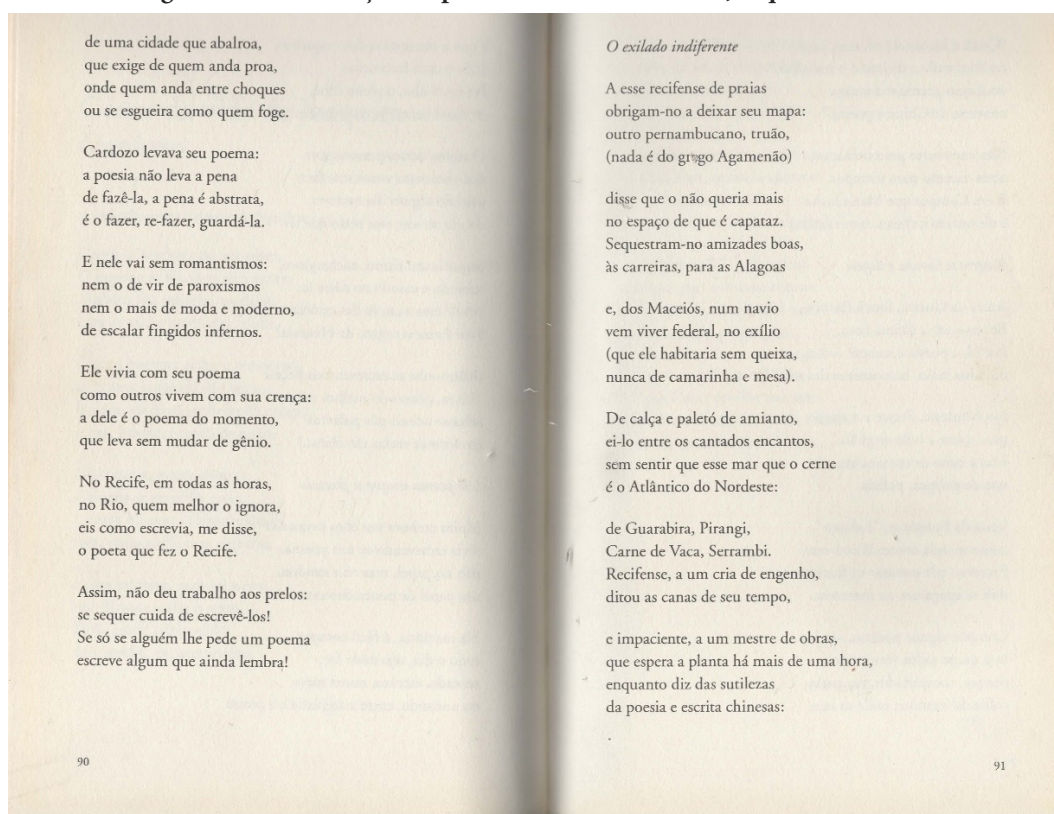 de uma cidade que abalroa,
que exige de quem anda proa,
onde quem anda entre choques
ou se esgueira como quem foge.
Cardozo levava seu poema:
a poesia não leva a pena
de fazê-la, a pena é abstrata,
é o fazer, re-fazer, guardá-la.
E nele vai sem romantismos:
nem o de vir de paroxismos
nem o mais de moda e moderno,
de escalar fingidos infernos.
Ele vivia com seu poema
como outros vivem com sua crença:
a dele é o poema do momento,
que leva sem mudar de gênio.
No Recife, em todas as horas,
no Rio, quem melhor o ignora,
eis como escrevia, me disse,
o poeta que fez o Recife.
Assim, não deu trabalho aos prelos:
se sequer cuida de escrevê-los!
Se só se alguém lhe pede um poema
escreve algum que ainda lembra!
90
O exilado indiferente
A esse recifense de praias
obrigam-no a deixar seu mapa:
outro pernambucano, truão,
(nada é do grego Agamenão)
disse que o não queria mais
no espaço de que é capataz.
Sequestram-no amizades boas,
às carreiras, para as Alagoas
e, dos Maceiós, num navio
vem viver federal, no exílio
(que ele habitaria sem queixa,
nunca de camarinha e mesa).
De calça e paletó de amianto,
ei-lo entre os cantados encantos,
sem sentir que esse mar que o cerne
é o Atlântico do Nordeste:
de Guarabira, Pirangi,
Carne de Vaca, Serrambi.
Recifense, a um cria de engenho,
ditou as canas de seu tempo,
e impaciente, a um mestre de obras,
que espera a planta há mais de uma hora,
enquanto diz das sutilezas
da poesia e escrita chinesas:
91